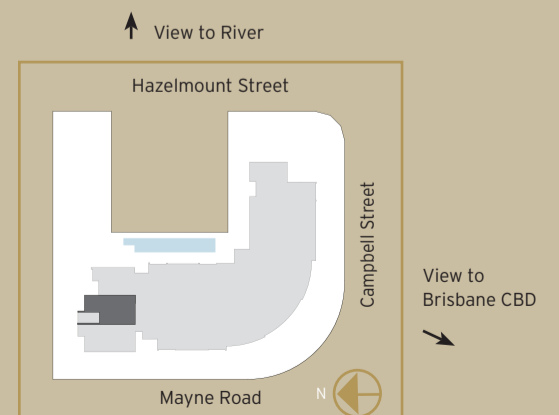 View to River
Hazelmount Street
Campbell Street
View to
Brisbane CBD
Mayne Road
N